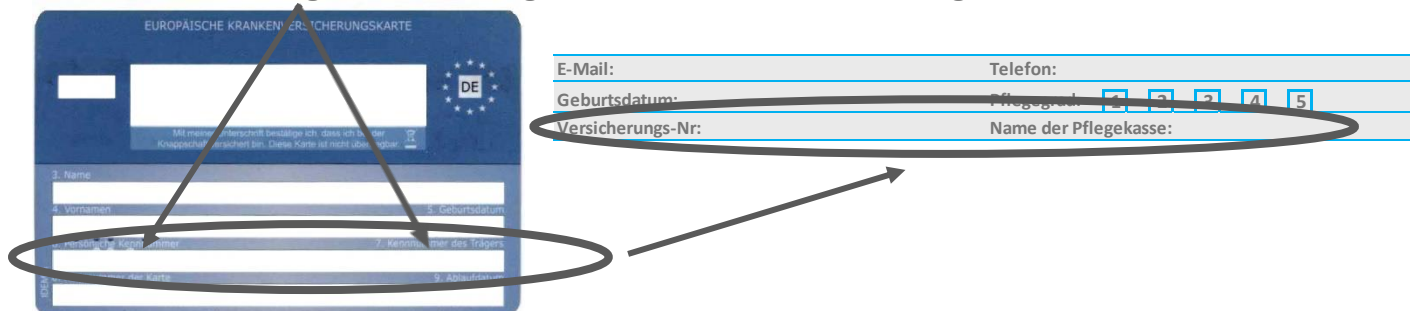 EUROPÄISCHE KRANKENVERSICHERUNGSKARTE
DE
Mit meiner Unterschrift bestätige ich, dass ich bei der
Knappschaft versichert bin. Diese Karte ist nicht übertragbar.
3. Name
4. Vornamen 5. Geburtsdatum
6. Persönliche Kennnummer 7. Kennnummer des Trägers
der Karte 9. Ablaufdatum
E-Mail: Telefon:
Geburtsdatum: Pflegegrad: 1 2 3 4 5
Versicherungs-Nr: Name der Pflegekasse: